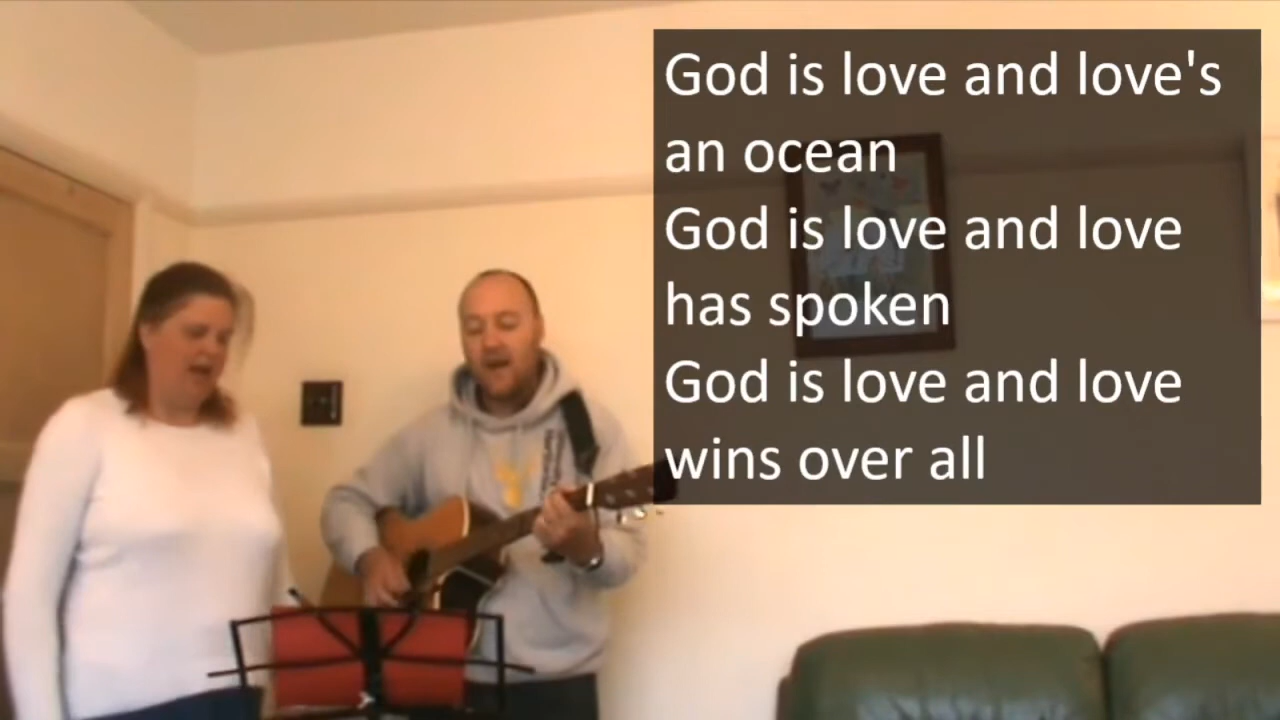 God is love and love's
an ocean
God is love and love
has spoken
God is love and love
wins over all